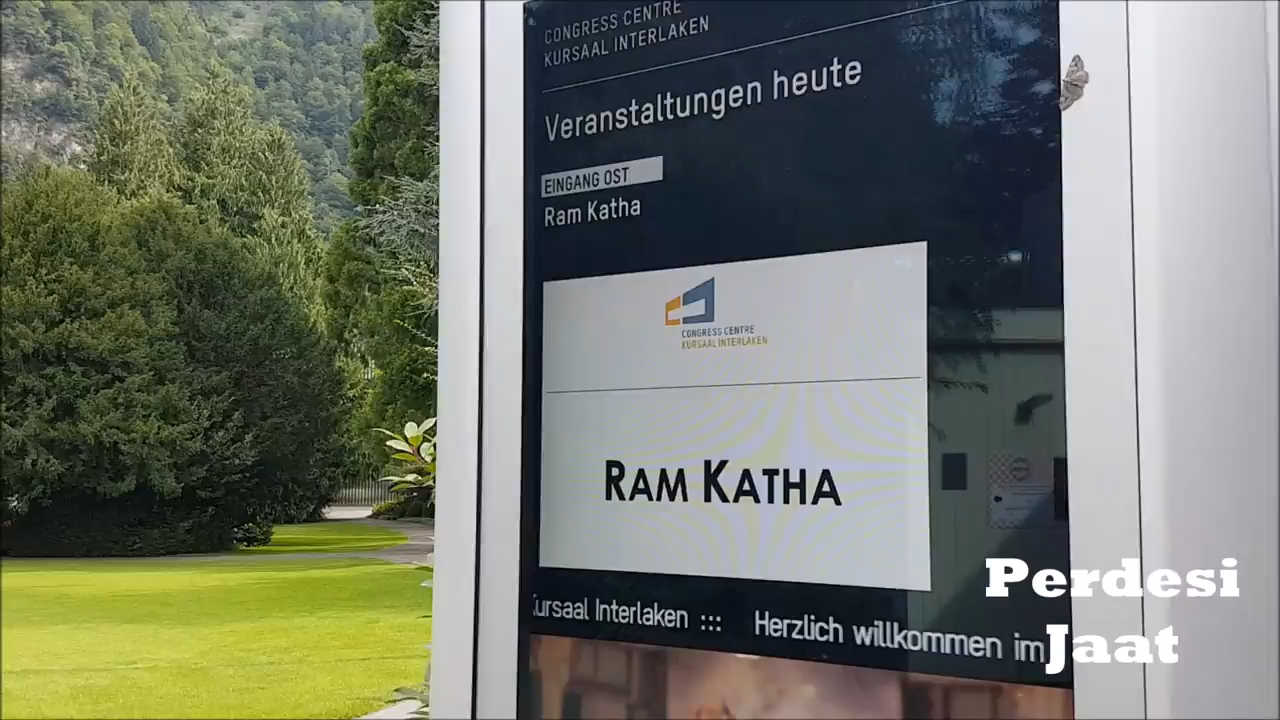 CONGRESS CENTRE
KURSAAL INTERLAKEN
Veranstaltungen heute
EINGANG OST
Ram Katha
CONGRESS CENTRE
KURSAAL INTERLAKEN
RAM KATHA
Kursaal Interlaken ::: Herzlich willkommen im
Perdesi
Jaat